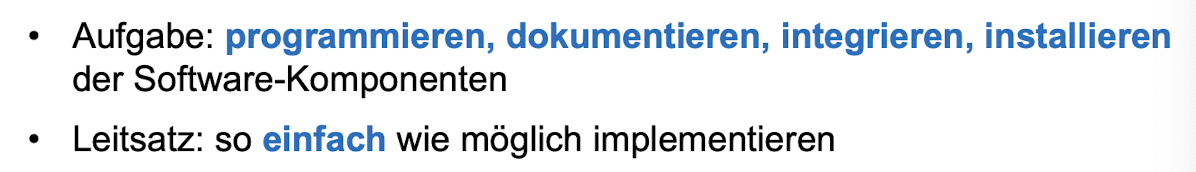 • Aufgabe: programmieren, dokumentieren, integrieren, installieren
der Software-Komponenten
• Leitsatz: so einfach wie möglich implementieren